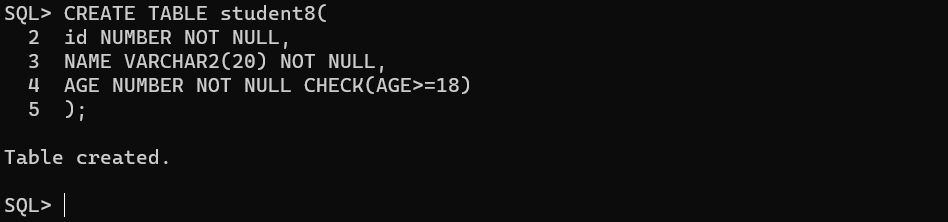 SQL> CREATE TABLE student8(
  2  id NUMBER NOT NULL,
  3  NAME VARCHAR2(20) NOT NULL,
  4  AGE NUMBER NOT NULL CHECK(AGE>=18)
  5  );
Table created.
SQL>